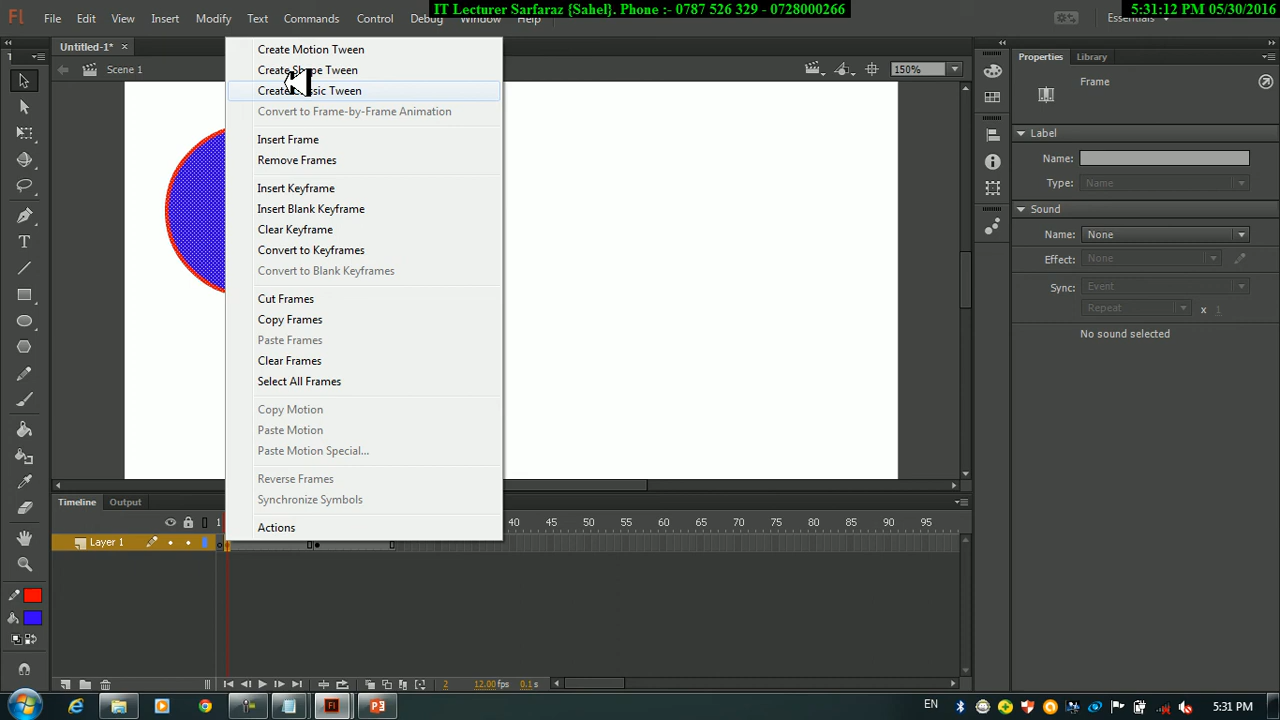 IT Lecturer Sarfaraz {Sahel}. Phone :- 0787 526 329 - 0728000266
5:31:12 PM 05/30/2016
Fl File Edit View Insert Modify Text Commands Control Debug Window Help Essentials
Untitled-1* ×
Scene 1
150%
Create Motion Tween
Create Shape Tween
Create Classic Tween
Convert to Frame-by-Frame Animation
Insert Frame
Remove Frames
Insert Keyframe
Insert Blank Keyframe
Clear Keyframe
Convert to Keyframes
Convert to Blank Keyframes
Cut Frames
Copy Frames
Paste Frames
Clear Frames
Select All Frames
Copy Motion
Paste Motion
Paste Motion Special...
Reverse Frames
Synchronize Symbols
Actions
Properties Library
Frame
Label
Name:
Type: Name
Sound
Name: None
Effect: None
Sync: Event
Repeat x 1
No sound selected
Timeline Output
1 40 45 50 55 60 65 70 75 80 85 90 95
Layer 1
2 12.00 fps 0.1 s
EN 5:31 PM